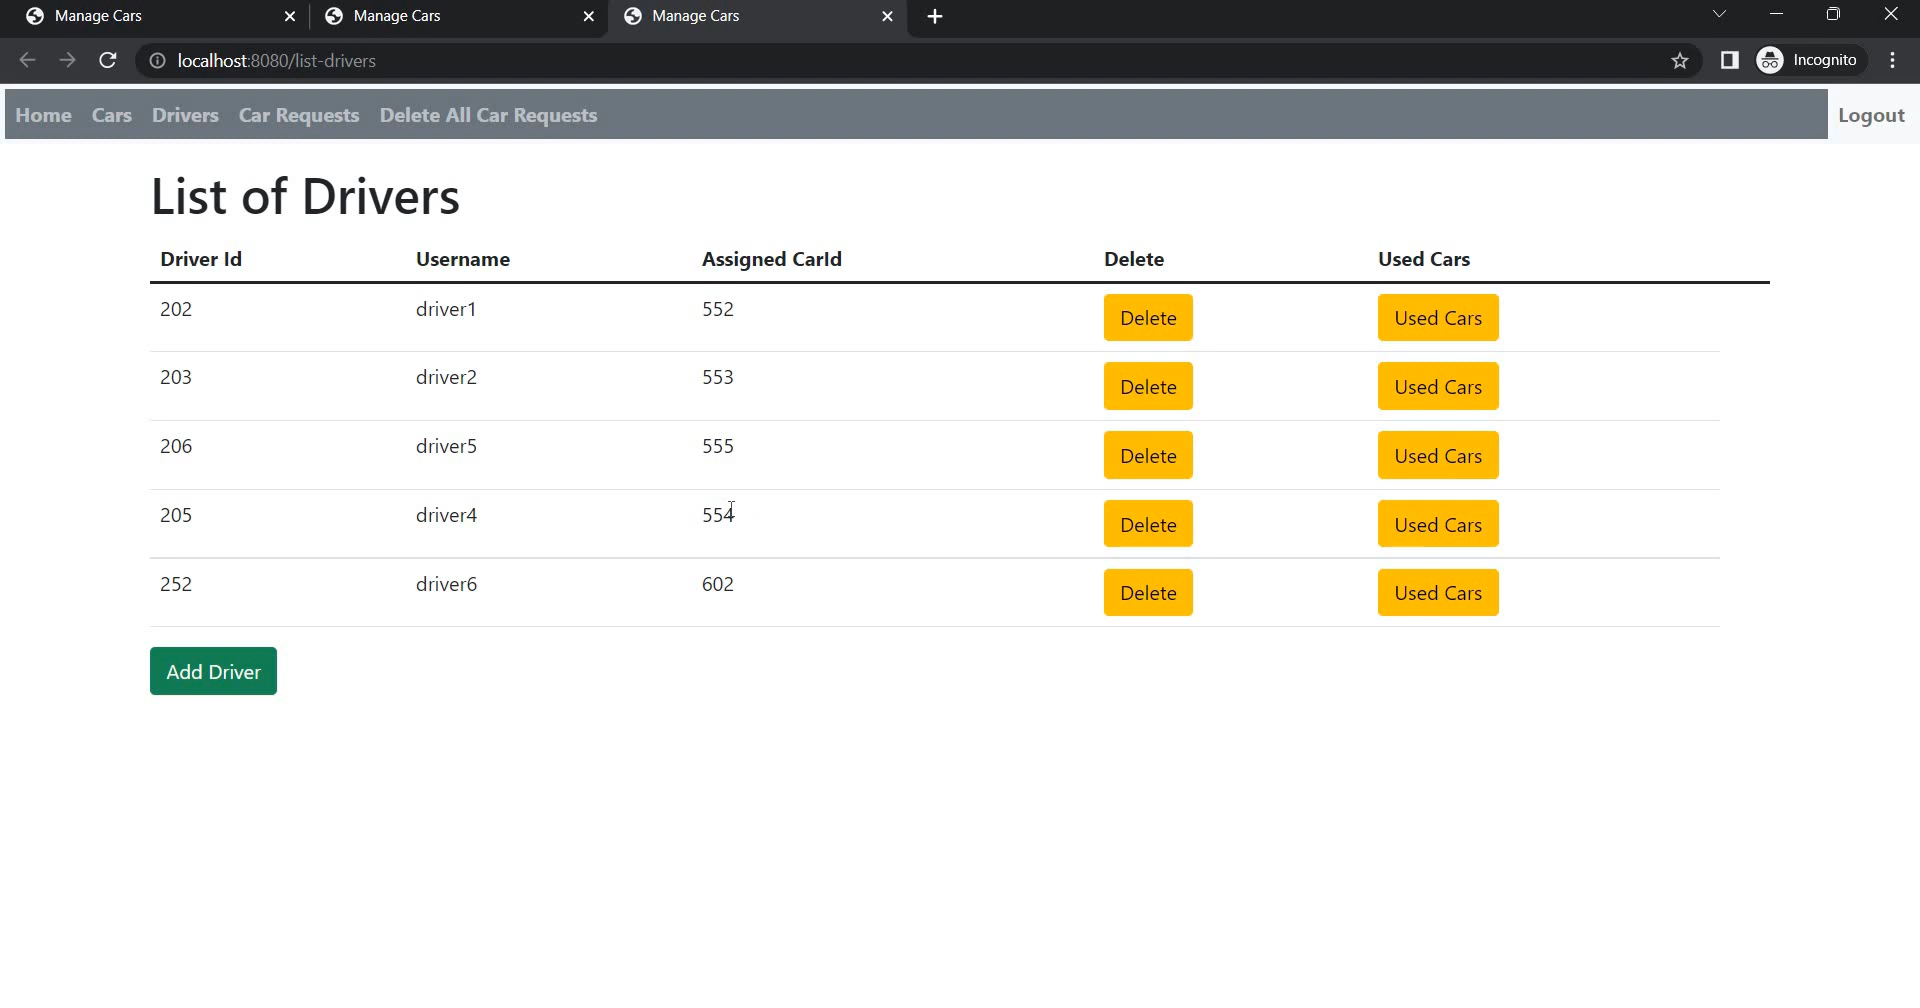 Manage Cars Manage Cars Manage Cars
localhost:8080/list-drivers Incognito
Home Cars Drivers Car Requests Delete All Car Requests Logout
List of Drivers
Driver Id Username Assigned CarId Delete Used Cars
202 driver1 552 Delete Used Cars
203 driver2 553 Delete Used Cars
206 driver5 555 Delete Used Cars
205 driver4 554 Delete Used Cars
252 driver6 602 Delete Used Cars
Add Driver